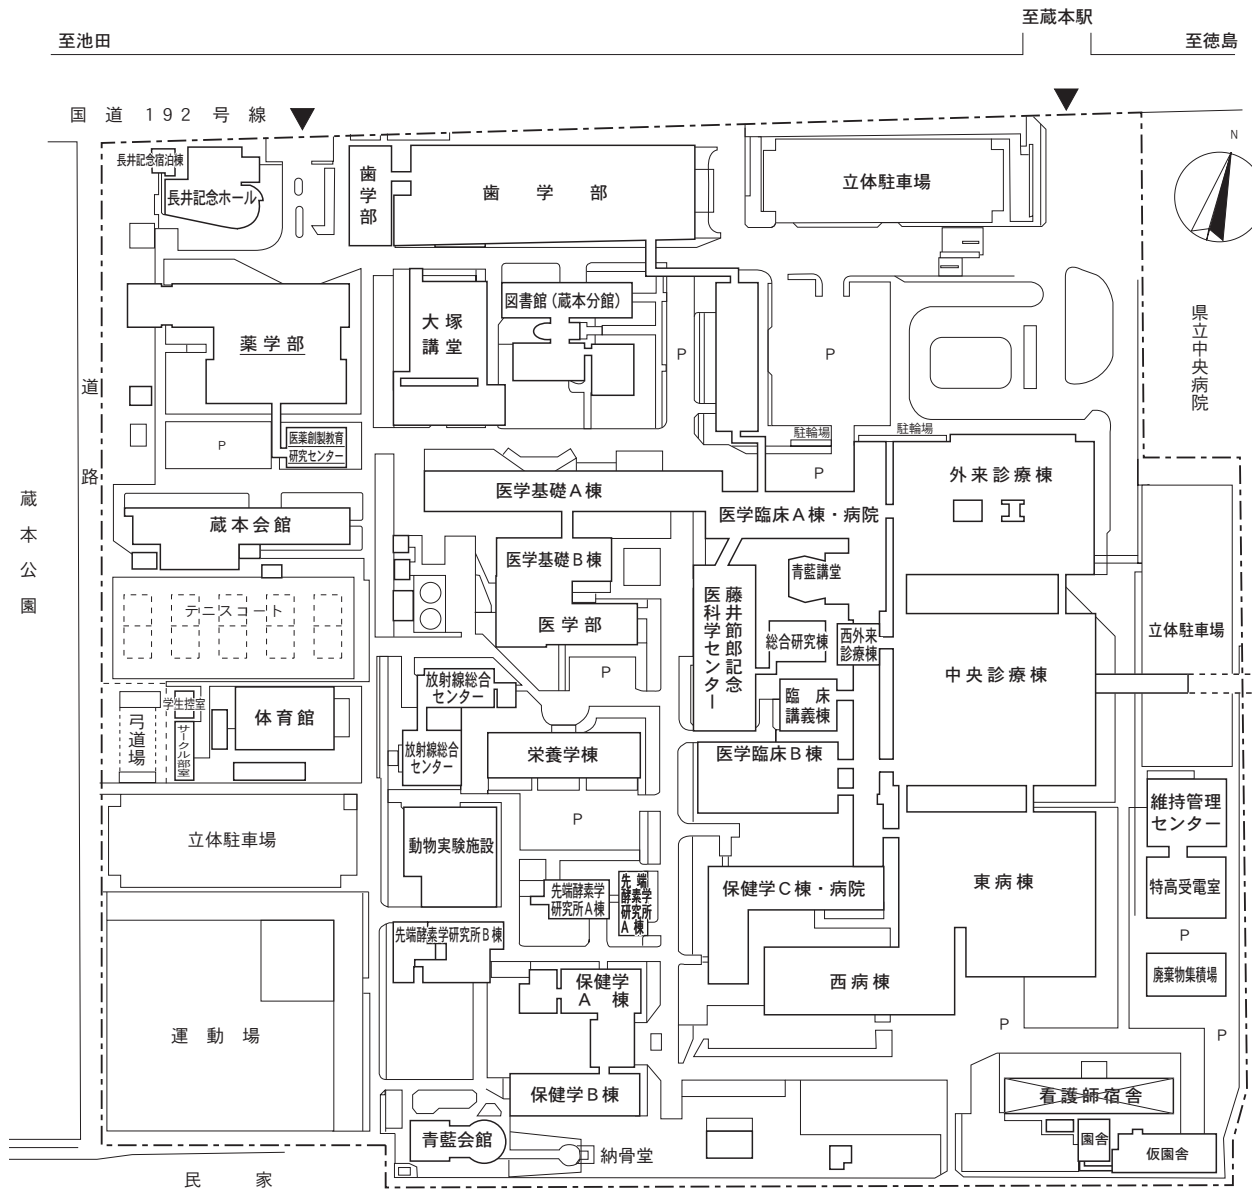 至蔵本駅
至池田
至徳島
国道192号線
N
長井記念宿泊棟
長井記念ホール
歯学部
歯学部
立体駐車場
県立中央病院
図書館(蔵本分館)
大塚
講堂
薬学部
P
P
道路
医薬創製教育
研究センター
P
駐輪場
駐輪場
P
外来診療棟
医学基礎A棟
医学臨床A棟・病院
蔵本公園
蔵本会館
医学基礎B棟
青藍講堂
藤井節郎記念
医科学センター
テニスコート
医学部
総合研究棟
西外来
診療棟
立体駐車場
P
中央診療棟
放射線総合
センター
臨床
講義棟
学生控室
弓道場
サークル部室
体育館
放射線総合
センター
栄養学棟
医学臨床B棟
維持管理
センター
立体駐車場
P
動物実験施設
東病棟
先端酵素学
研究所A棟
先端
酵素学
研究所
A棟
保健学C棟・病院
特高受電室
先端酵素学研究所B棟
P
廃棄物集積場
保健学
A棟
西病棟
運動場
P
P
保健学B棟
看護師宿舎
青藍会館
納骨堂
園舎
仮園舎
民家